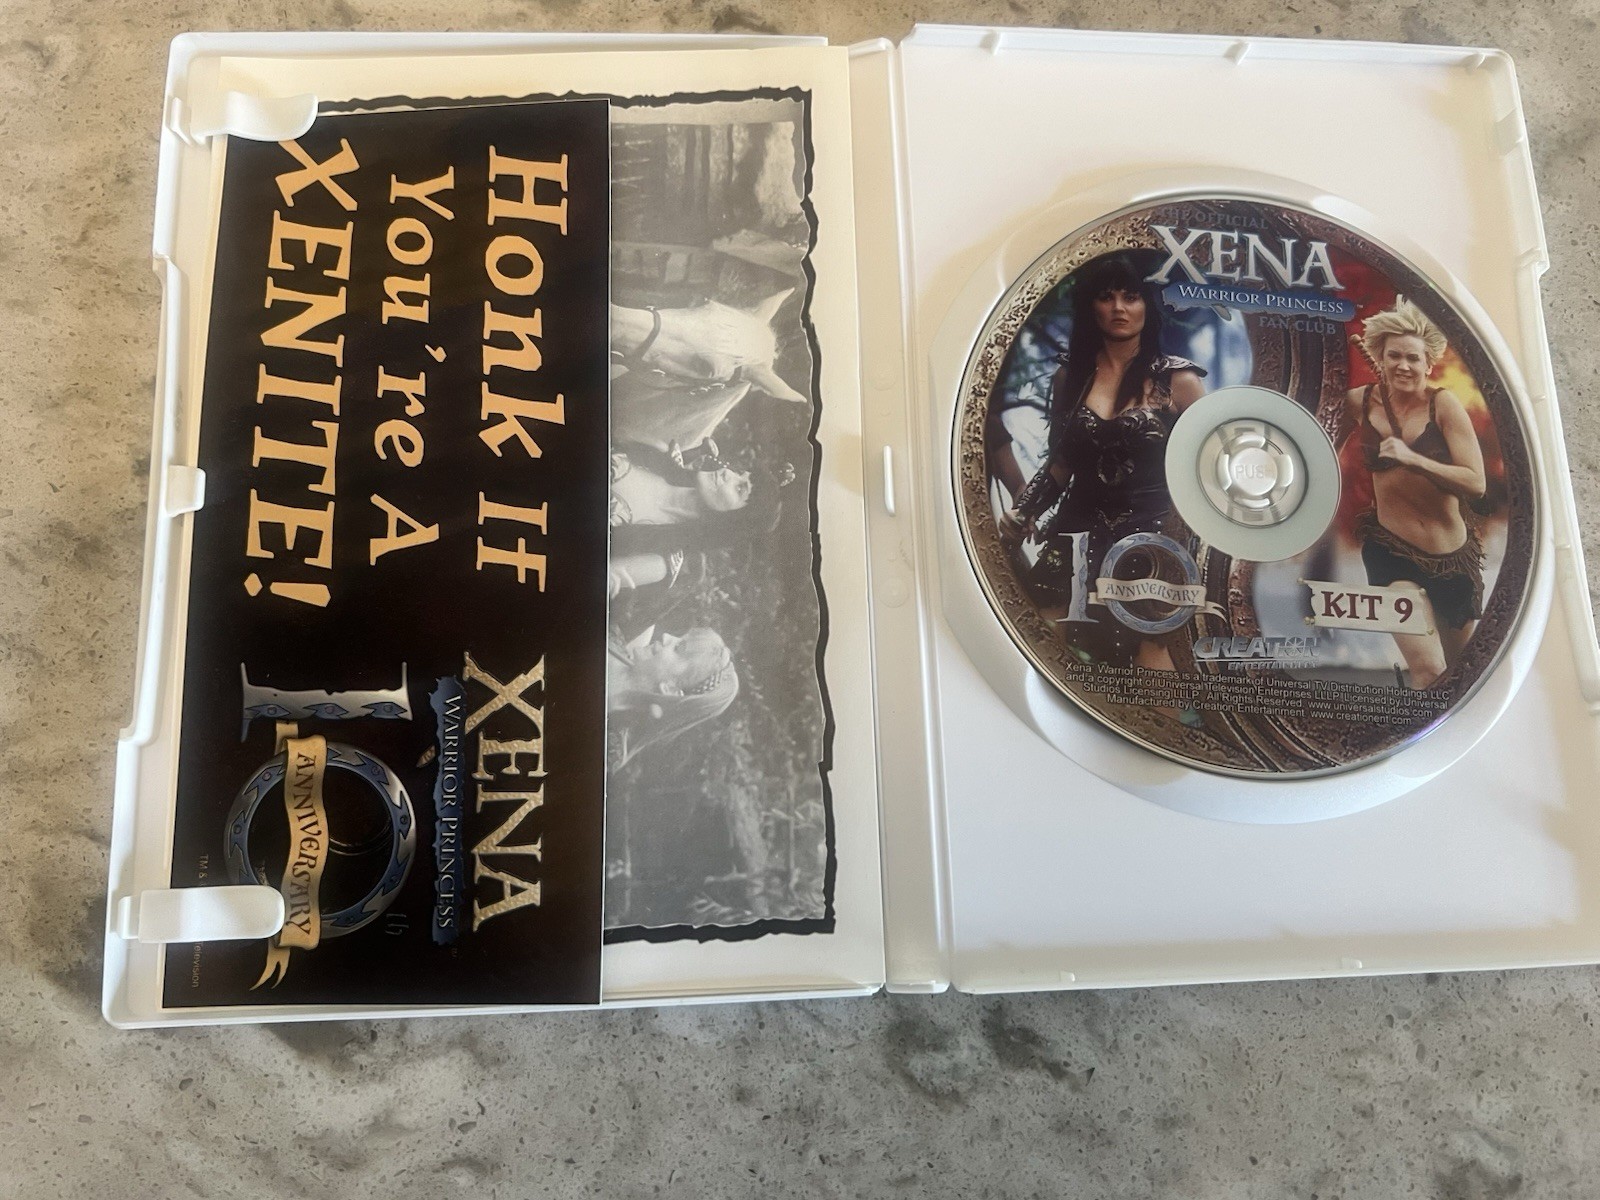 Honk If
You're A
XENITE!
XENA
WARRIOR PRINCESS
10
ANNIVERSARY
TM &
Television
THE OFFICIAL
XENA
WARRIOR PRINCESS
FAN CLUB
PUSH
10
ANNIVERSARY
KIT 9
CREATION
ENTERTAINMENT
Xena: Warrior Princess is a trademark of Universal TV Distribution Holdings LLC
and a copyright of Universal Television Enterprises LLLP. Licensed by Universal
Studios Licensing LLLP. All Rights Reserved. www.universalstudios.com
Manufactured by Creation Entertainment www.creationent.com